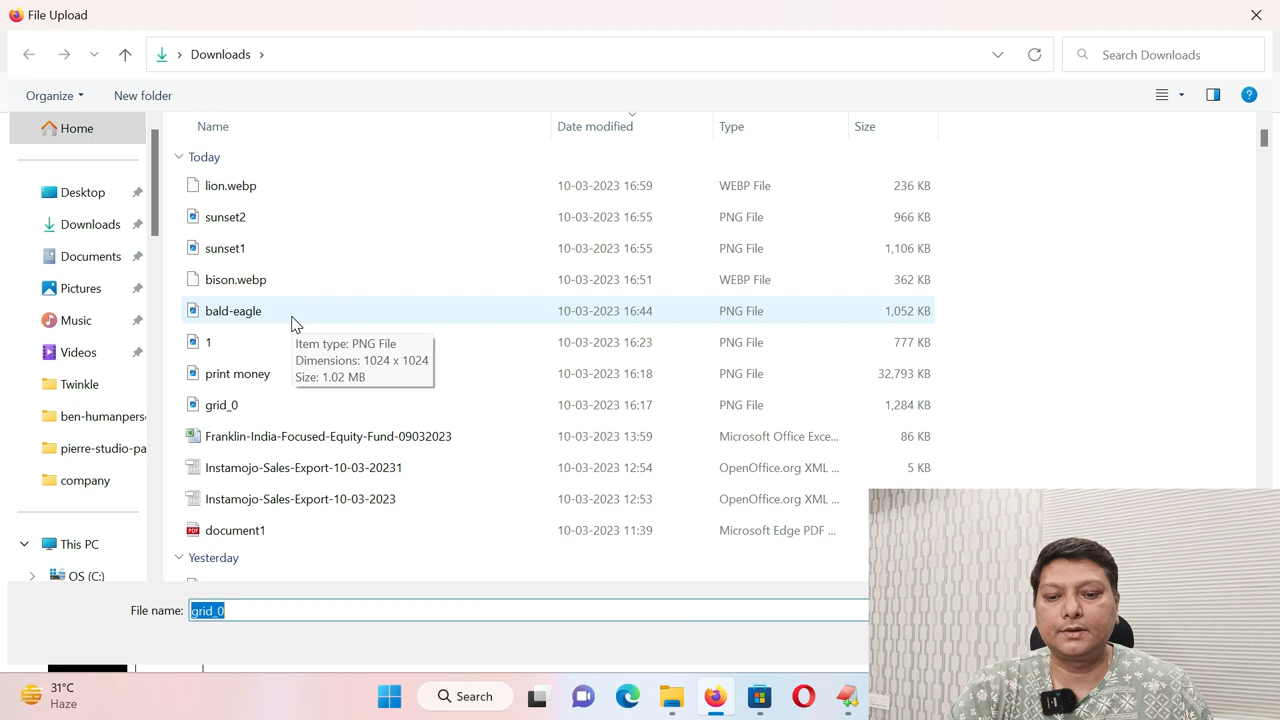 File Upload
Downloads
Search Downloads
Organize
New folder
Name
Date modified
Type
Size
Home
Today
lion.webp 10-03-2023 16:59 WEBP File 236 KB
Desktop
sunset2 10-03-2023 16:55 PNG File 966 KB
Downloads
sunset1 10-03-2023 16:55 PNG File 1,106 KB
Documents
bison.webp 10-03-2023 16:51 WEBP File 362 KB
Pictures
bald-eagle 10-03-2023 16:44 PNG File 1,052 KB
Music
1 10-03-2023 16:23 PNG File 777 KB
Item type: PNG File
Dimensions: 1024 x 1024
Size: 1.02 MB
Videos
print money 10-03-2023 16:18 PNG File 32,793 KB
Twinkle
grid_0 10-03-2023 16:17 PNG File 1,284 KB
ben-humanpers
Franklin-India-Focused-Equity-Fund-09032023 10-03-2023 13:59 Microsoft Office Exce... 86 KB
pierre-studio-pa
Instamojo-Sales-Export-10-03-20231 10-03-2023 12:54 OpenOffice.org XML ... 5 KB
company
Instamojo-Sales-Export-10-03-2023 10-03-2023 12:53 OpenOffice.org XML ...
document1 10-03-2023 11:39 Microsoft Edge PDF ...
This PC
Yesterday
OS (C:)
File name: grid_0
31°C
Haze
Search